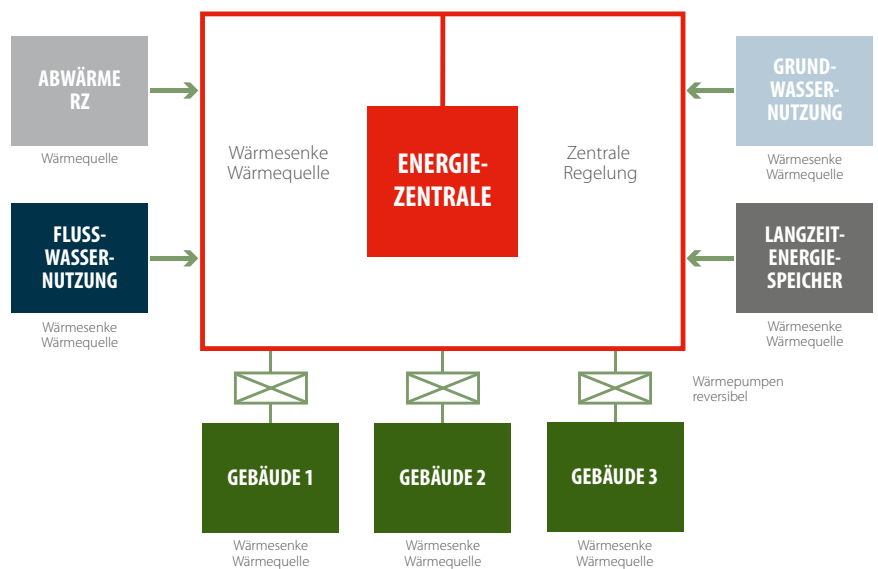 ABWÄRME
RZ
Wärmequelle
FLUSS-
WASSER-
NUTZUNG
Wärmesenke
Wärmequelle
Wärmesenke
Wärmequelle
ENERGIE-
ZENTRALE
Zentrale
Regelung
GRUND-
WASSER-
NUTZUNG
Wärmesenke
Wärmequelle
LANGZEIT-
ENERGIE-
SPEICHER
Wärmesenke
Wärmequelle
Wärmepumpen
reversibel
GEBÄUDE 1
Wärmesenke
Wärmequelle
GEBÄUDE 2
Wärmesenke
Wärmequelle
GEBÄUDE 3
Wärmesenke
Wärmequelle